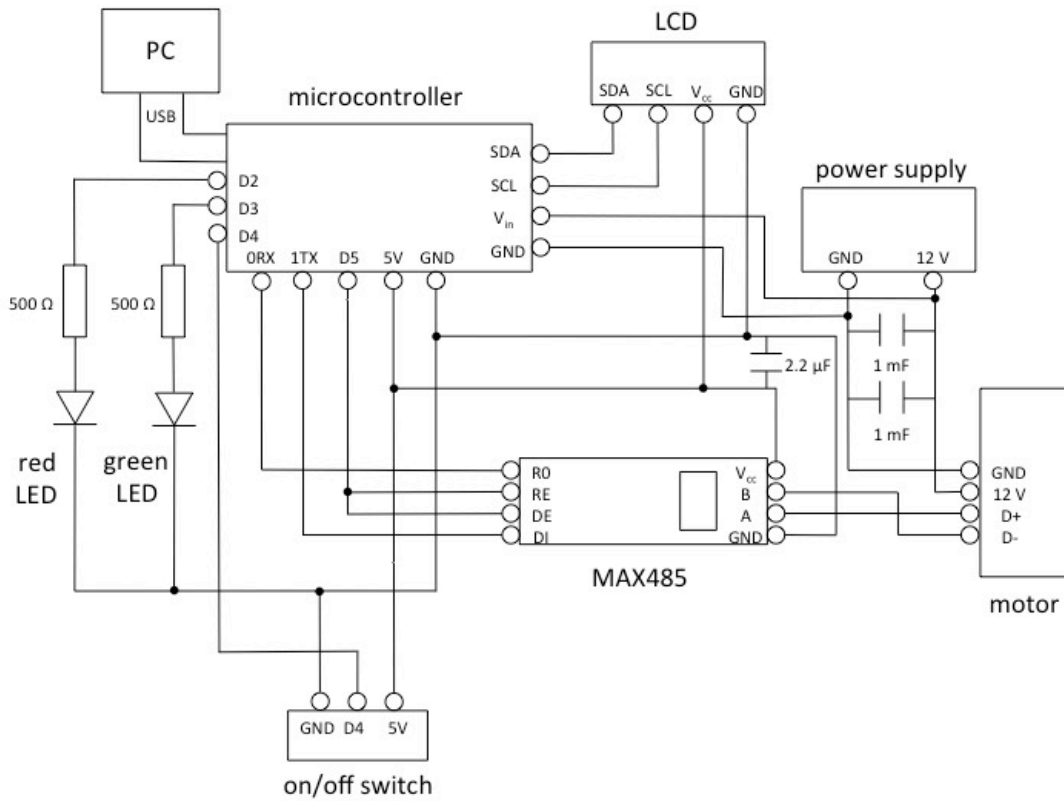 PC
USB
microcontroller
LCD
SDA SCL Vcc GND
power supply
GND 12 V
D2
D3
D4
SDA
SCL
Vin
GND
0RX 1TX D5 5V GND
500 Ω
500 Ω
red
LED
green
LED
2.2 µF
1 mF
1 mF
R0
RE
DE
DI
Vcc
B
A
GND
MAX485
GND
12 V
D+
D-
motor
GND D4 5V
on/off switch